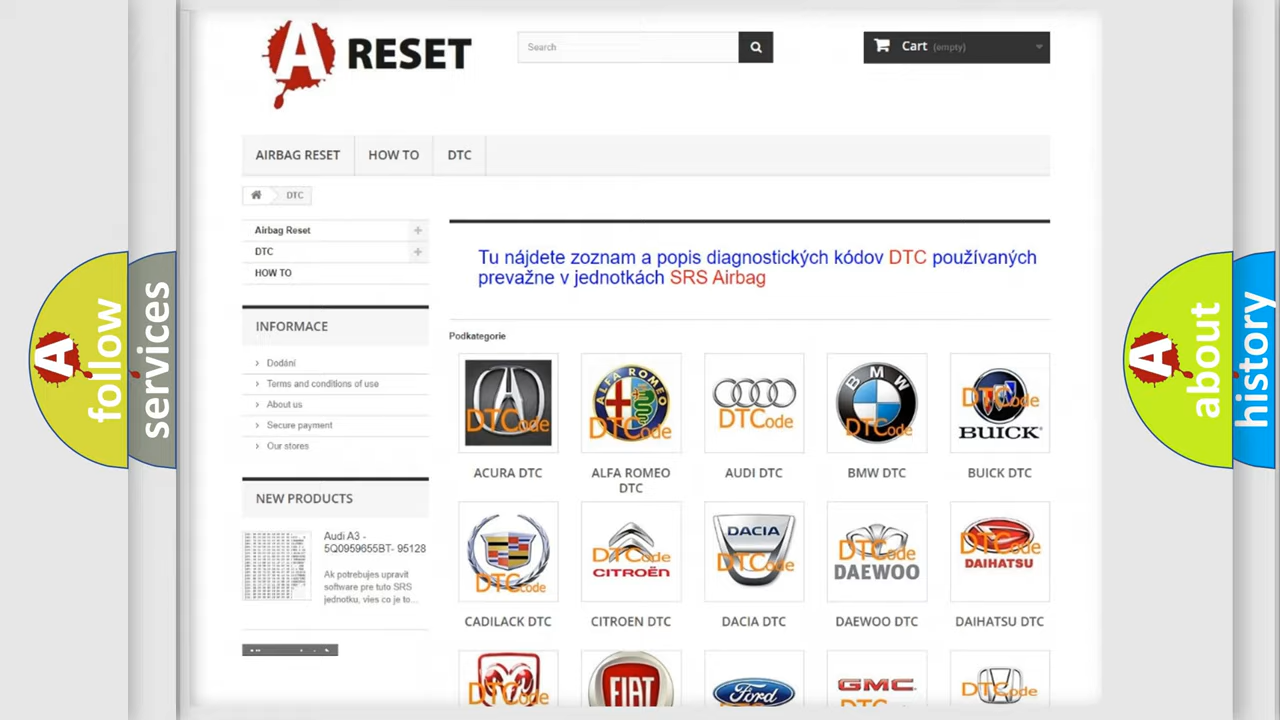 A RESET
Search
Cart (empty)
AIRBAG RESET
HOW TO
DTC
DTC
Airbag Reset
DTC
HOW TO
INFORMACE
Dodání
Terms and conditions of use
About us
Secure payment
Our stores
NEW PRODUCTS
Audi A3 -
5Q0959655BT- 95128
Ak potrebujes upravit
software pre tuto SRS
jednotku, vies co je to...
Tu nájdete zoznam a popis diagnostických kódov DTC používaných
prevažne v jednotkách SRS Airbag
Podkategorie
DTCode
ALFA ROMEO
DTCode
DTCode
BMW
DTCode
DTCode
BUICK
ACURA DTC
ALFA ROMEO
DTC
AUDI DTC
BMW DTC
BUICK DTC
DTCode
DTCode
CITROËN
DACIA
DTCode
DTCode
DAEWOO
DTCode
DAIHATSU
CADILACK DTC
CITROEN DTC
DACIA DTC
DAEWOO DTC
DAIHATSU DTC
DTCode
FIAT
Ford
GMC
DTCode
A follow
services
A about
history